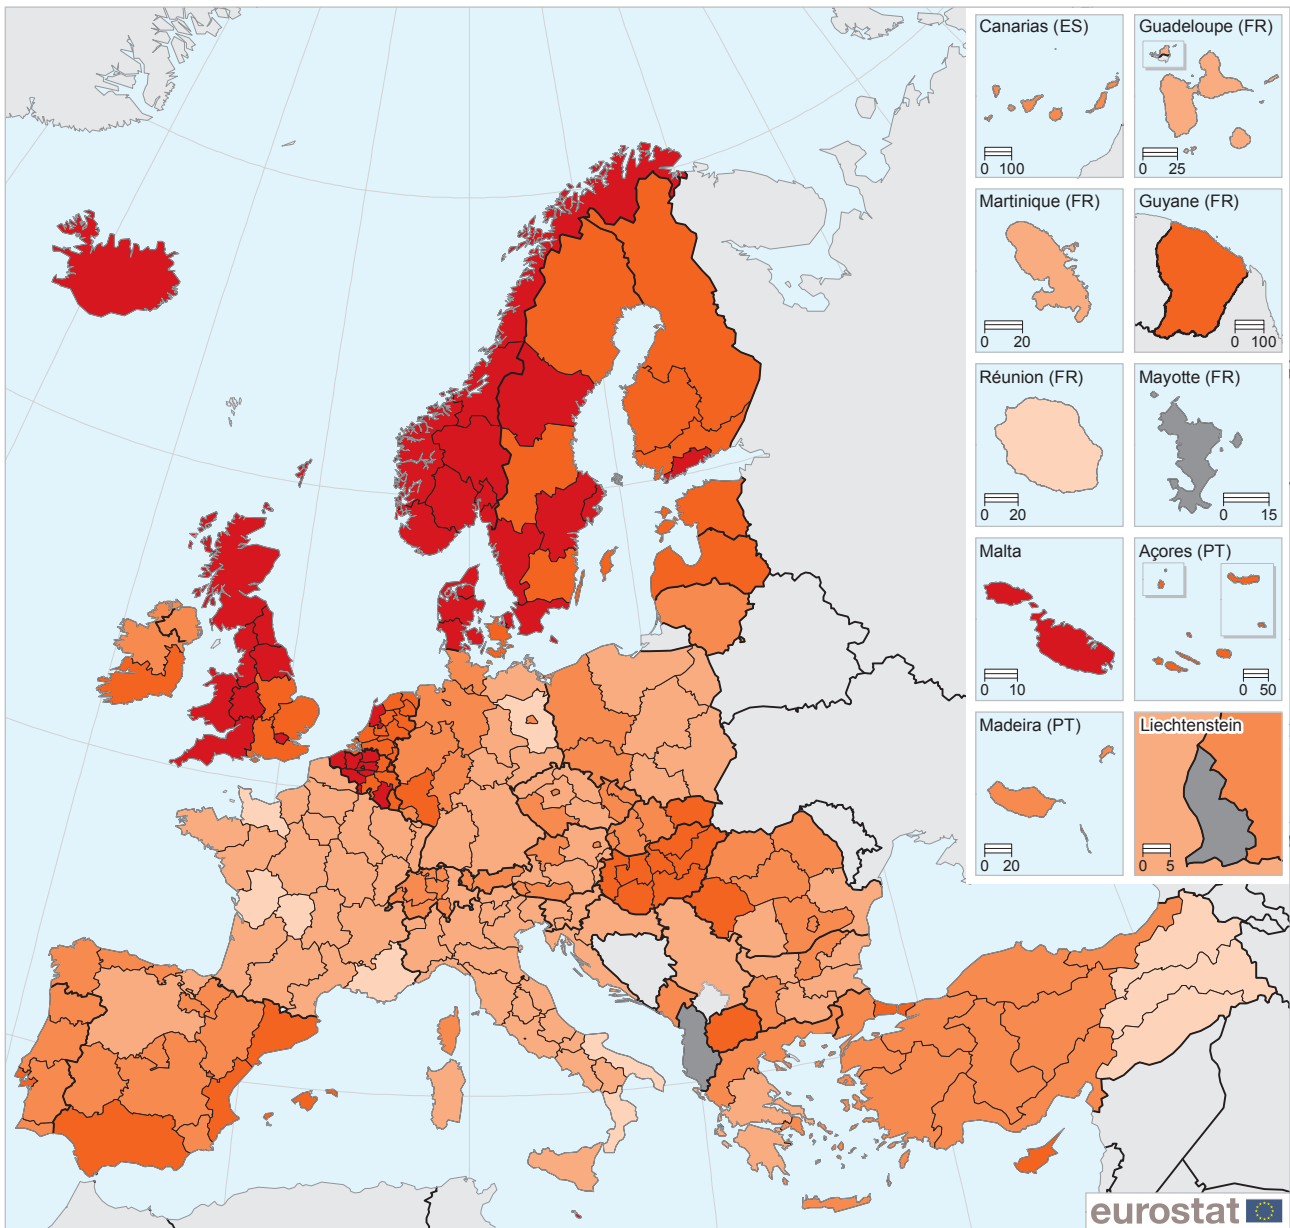 Canarias (ES)
0 100
Guadeloupe (FR)
0 25
Martinique (FR)
0 20
Guyane (FR)
0 100
Réunion (FR)
0 20
Mayotte (FR)
0 15
Malta
0 10
Açores (PT)
0 50
Madeira (PT)
0 20
Liechtenstein
0 5
eurostat